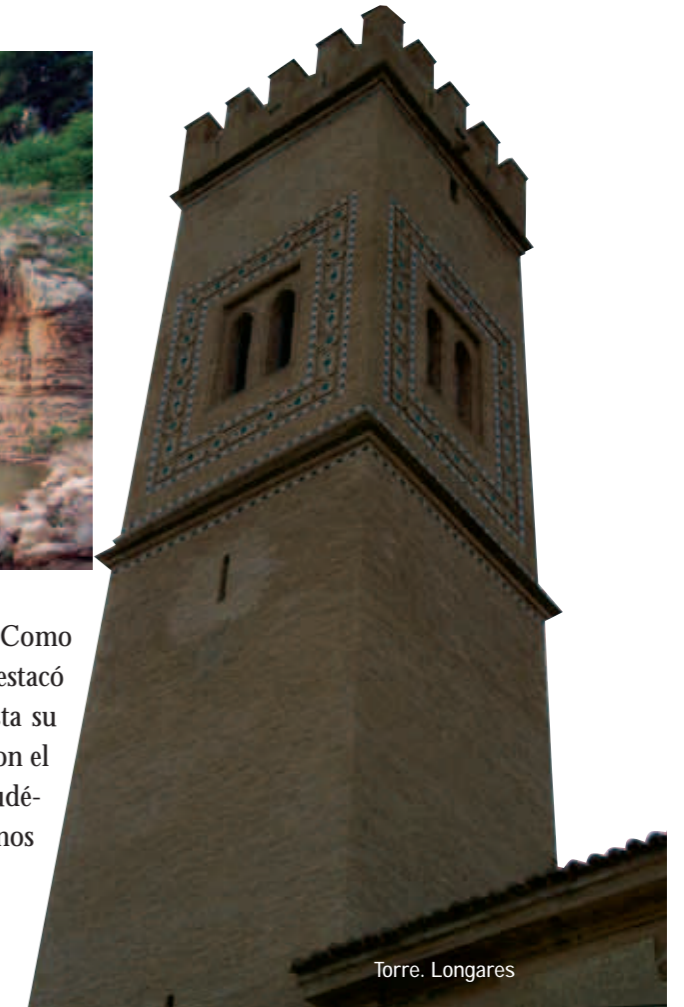 Como
estacó
ta su
on el
udé-
nos
Torre. Longares